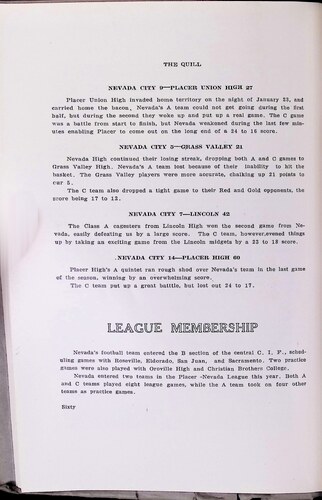 THE QUILL
NEVADA CITY 9—PLACER UNION HIGH 27
Placer Union High invaded home territory on the night of January 23, and
carried home the bacon. Nevada's A team could not get going during the first
half, but during the second they woke up and put up a real game. The C game
was a battle from start to finish, but Nevada weakened during the last few min-
utes enabling Placer to come out on the long end of a 24 to 16 score.
NEVADA CITY 5—GRASS VALLEY 21
Nevada High continued their losing streak, dropping both A and C games to
Grass Valley High. Nevada's A team lost because of their inability to hit the
basket. The Grass Valley players were more accurate, chalking up 21 points to
our 5.
The C team also dropped a tight game to their Red and Gold opponents, the
score being 17 to 12.
NEVADA CITY 7—LINCOLN 42
The Class A cagesters from Lincoln High won the second game from Ne-
vada, easily defeating us by a large score. The C team, however,evened things
up by taking an exciting game from the Lincoln midgets by a 22 to 18 score.
NEVADA CITY 14—PLACER HIGH 60
Placer High's A quintet ran rough shod over Nevada's team in the last game
of the season, winning by an overwhelming score.
The C team put up a great battle, but lost out 24 to 17.
LEAGUE MEMBERSHIP
Nevada's football team entered the B section of the central C. I. F., sched-
uling games with Roseville, Eldorado, San Juan, and Sacramento. Two practice
games were also played with Oroville High and Christian Brothers College.
Nevada entered two teams in the Placer -Nevada League this year. Both A
and C teams played eight league games, while the A team took on four other
teams as practice games.
Sixty